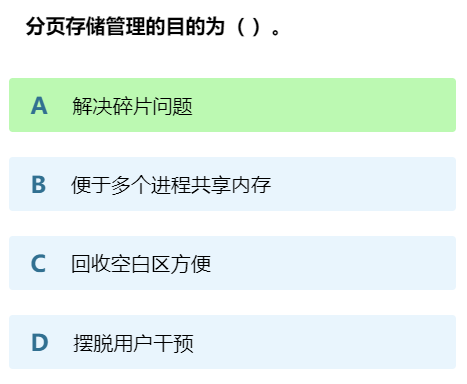 分页存储管理的目的为（ ）。
A 解决碎片问题
B 便于多个进程共享内存
C 回收空白区方便
D 摆脱用户干预